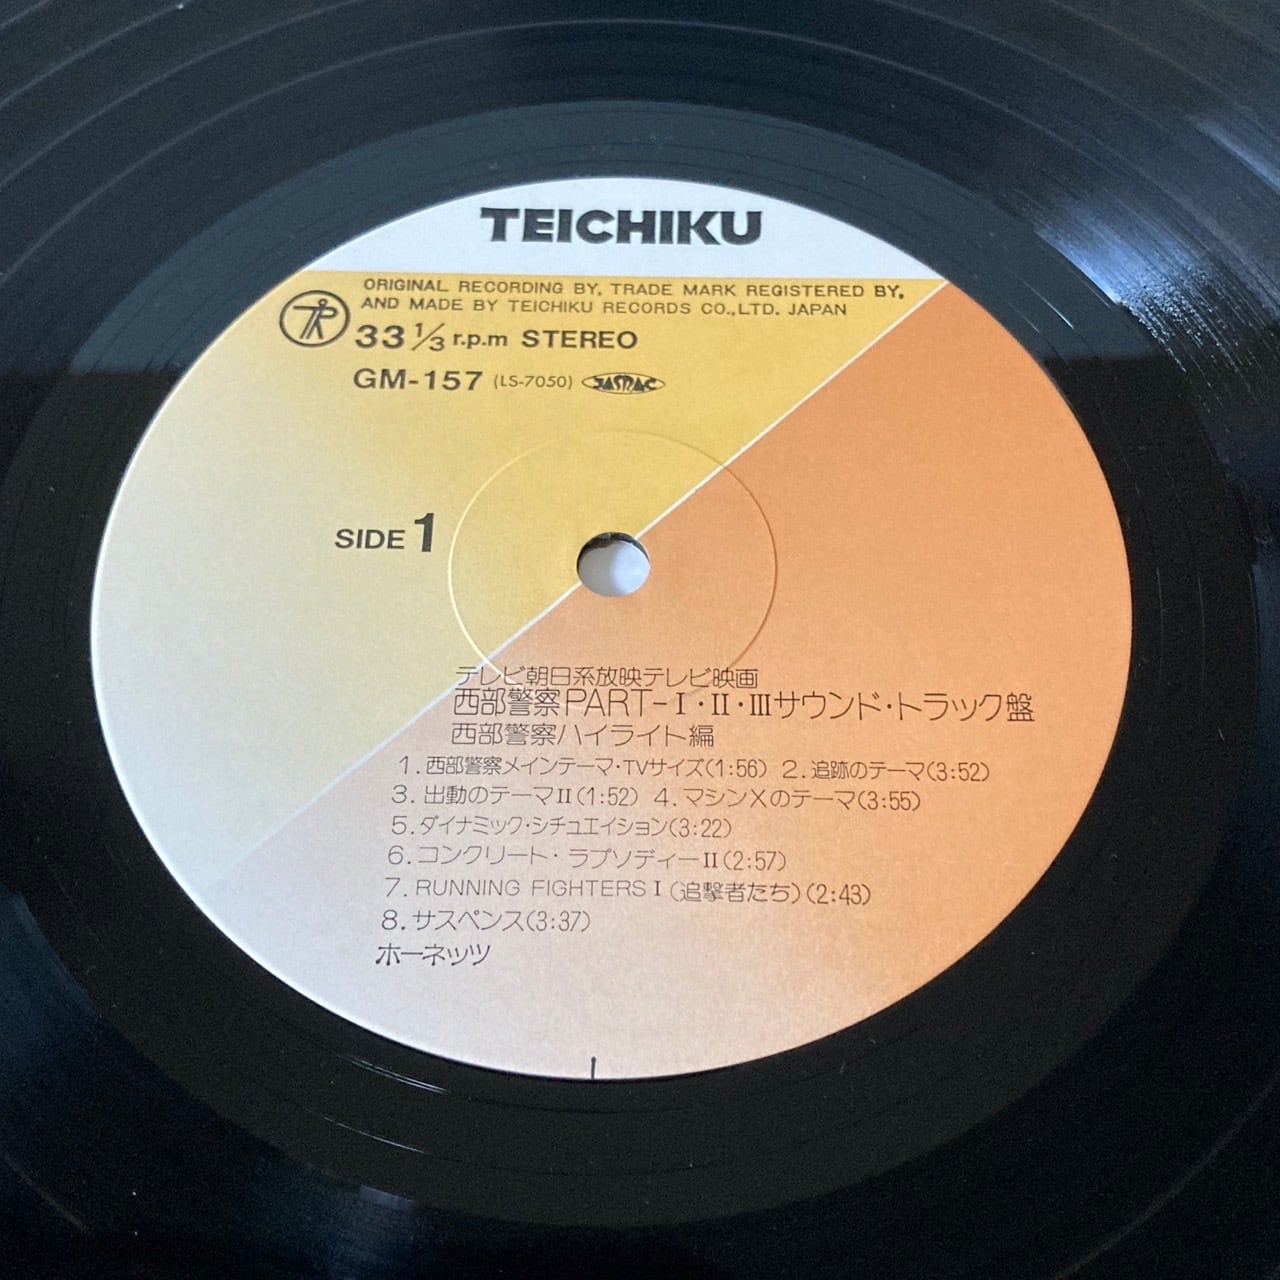 TEICHIKU
ORIGINAL RECORDING BY, TRADE MARK REGISTERED BY,
AND MADE BY TEICHIKU RECORDS CO.,LTD. JAPAN
TR
33 1/3 r.p.m STEREO
GM-157 (LS-7050) JASRAC
SIDE 1
テレビ朝日系放映テレビ映画
西部警察PART-I・II・IIIサウンド・トラック盤
西部警察ハイライト編
1.西部警察メインテーマ・TVサイズ(1:56) 2.追跡のテーマ(3:52)
3.出動のテーマII(1:52) 4.マシンXのテーマ(3:55)
5.ダイナミック・シチュエイション(3:22)
6.コンクリート・ラプソディーII(2:57)
7.RUNNING FIGHTERS I(追撃者たち)(2:43)
8.サスペンス(3:37)
ホーネッツ